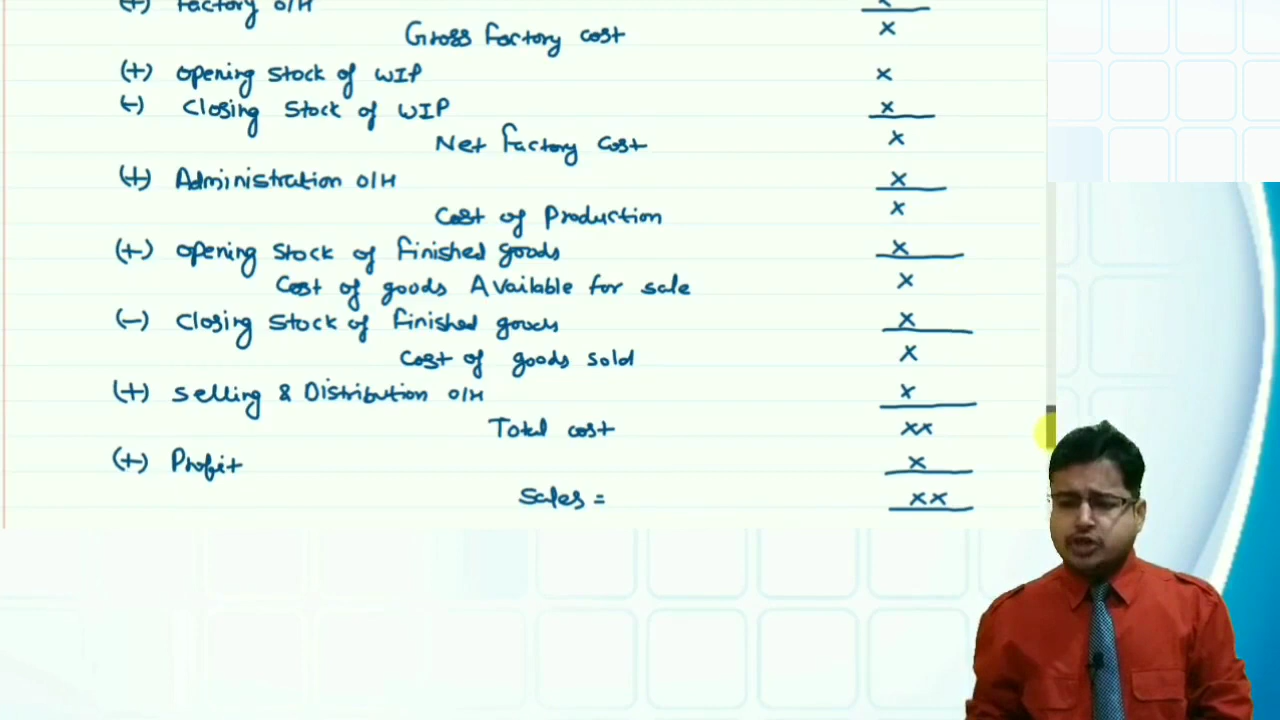 (+) Factory O/H x
Gross Factory cost x
(+) Opening Stock of WIP x
(-) Closing Stock of WIP x
Net Factory Cost x
(+) Administration O/H x
Cost of Production x
(+) Opening Stock of Finished goods x
Cost of goods Available for sale x
(-) Closing Stock of Finished goods x
Cost of goods sold x
(+) Selling & Distribution O/H x
Total cost xx
(+) Profit x
Sales = xx